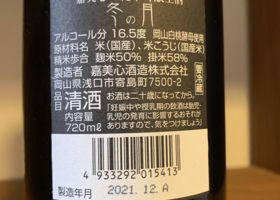 冬の月
アルコール分 16.5度 岡山白桃酵母使用
原材料名 米(国産)、米こうじ(国産米)
精米歩合 麹米50% 掛米58%
製造者 嘉美心酒造株式会社
岡山県浅口市寄島町7500-2
品目 清酒
お酒は二十歳になってから。
720ml
「妊娠中や授乳期の飲酒は胎児・
乳児の発育に影響するおそれが
ありますので、気をつけましょう」
要冷蔵
4 933292 015413
製造年月 2021.12.A